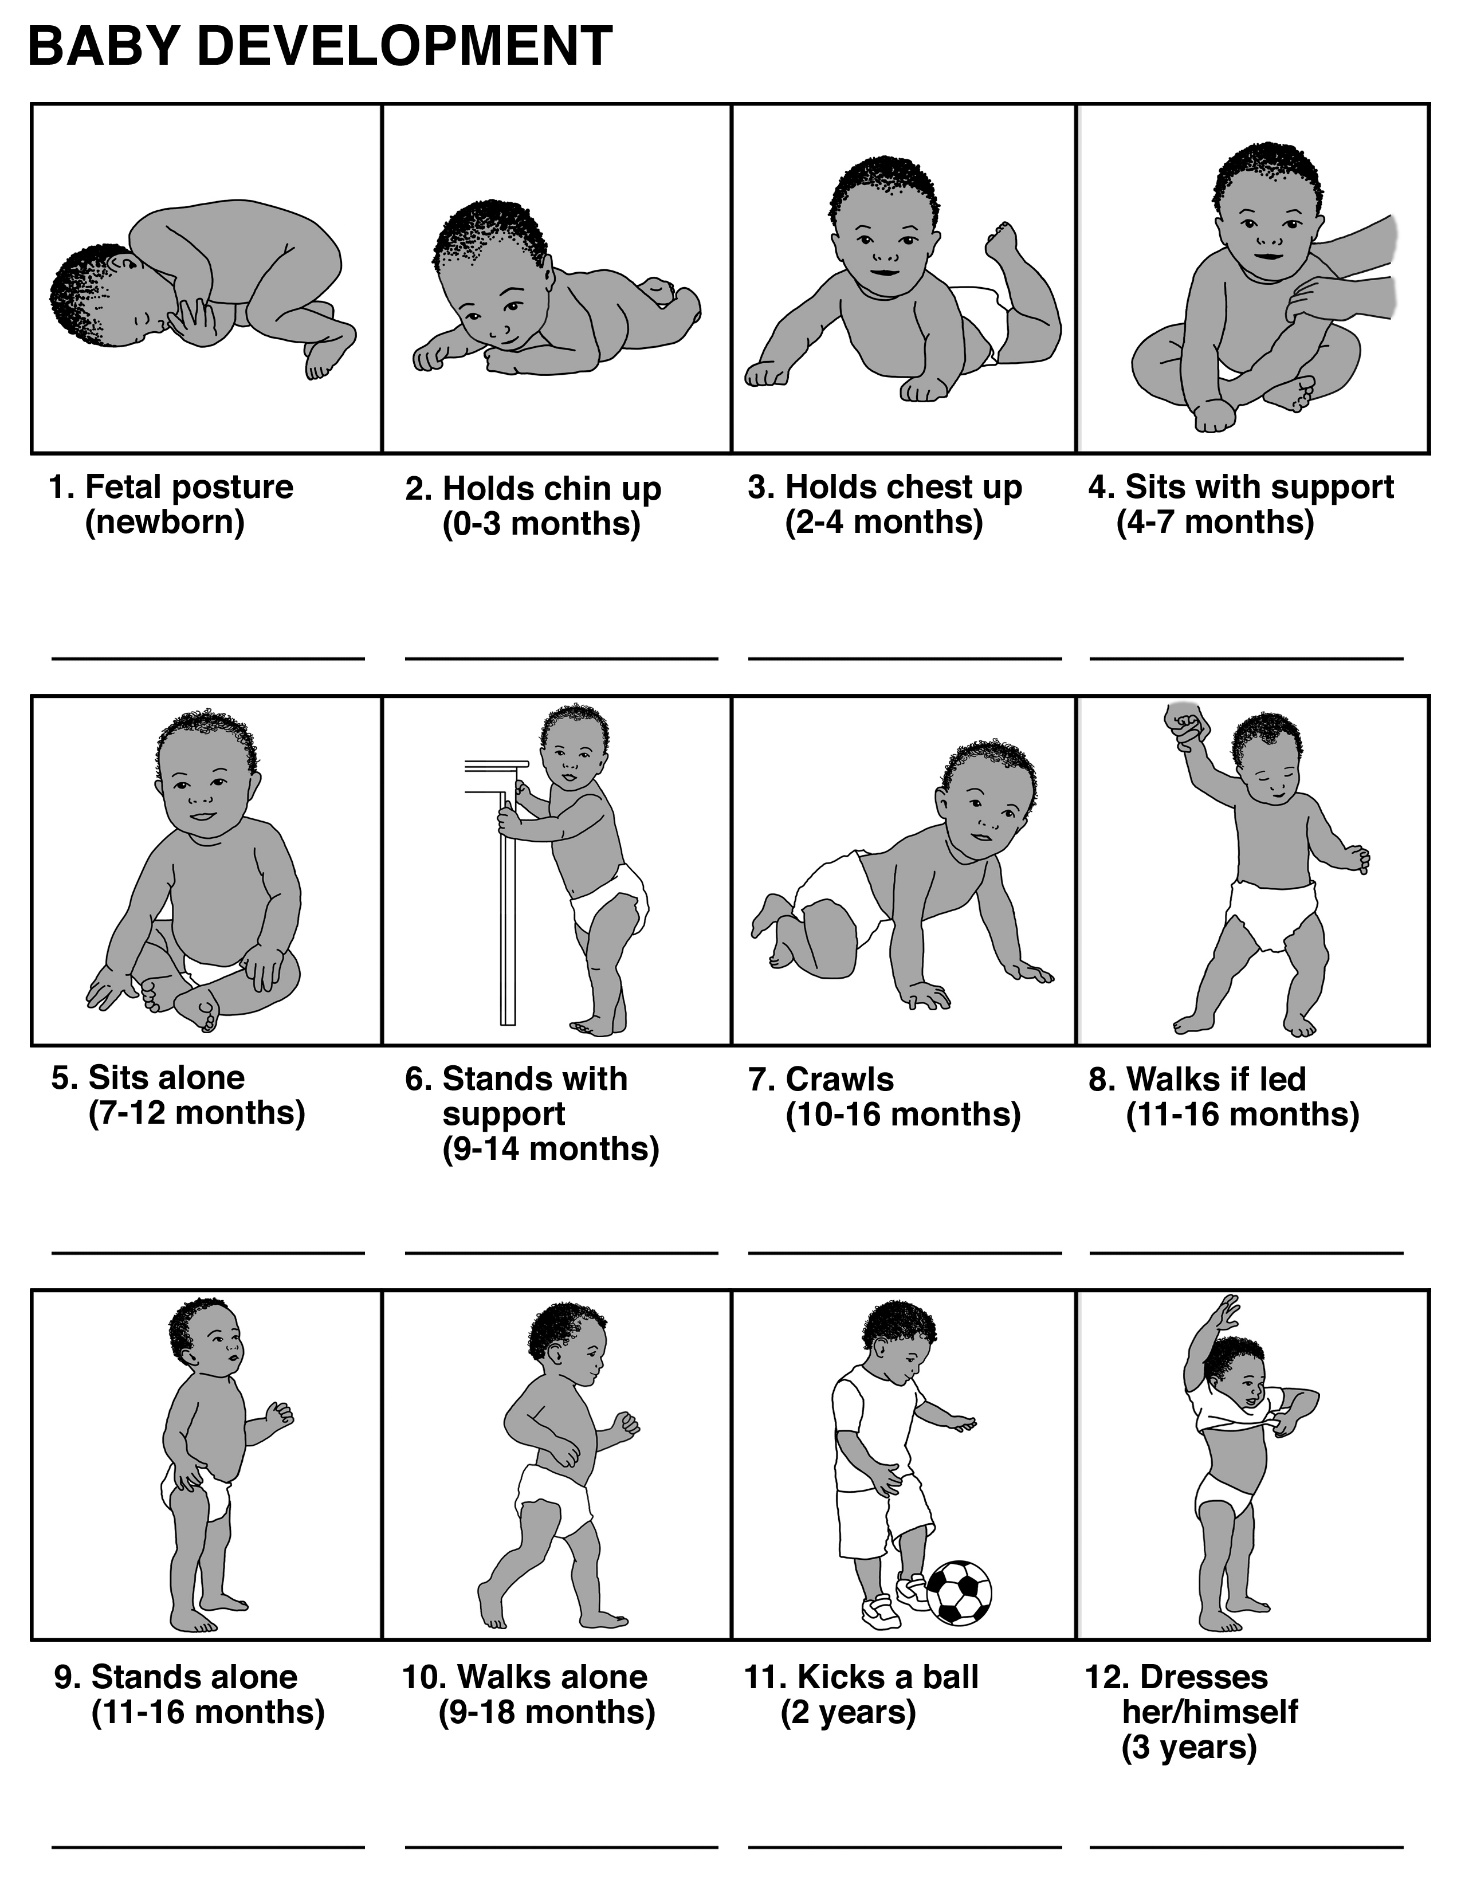 BABY DEVELOPMENT
1. Fetal posture
(newborn)
2. Holds chin up
(0-3 months)
3. Holds chest up
(2-4 months)
4. Sits with support
(4-7 months)
5. Sits alone
(7-12 months)
6. Stands with
support
(9-14 months)
7. Crawls
(10-16 months)
8. Walks if led
(11-16 months)
9. Stands alone
(11-16 months)
10. Walks alone
(9-18 months)
11. Kicks a ball
(2 years)
12. Dresses
her/himself
(3 years)